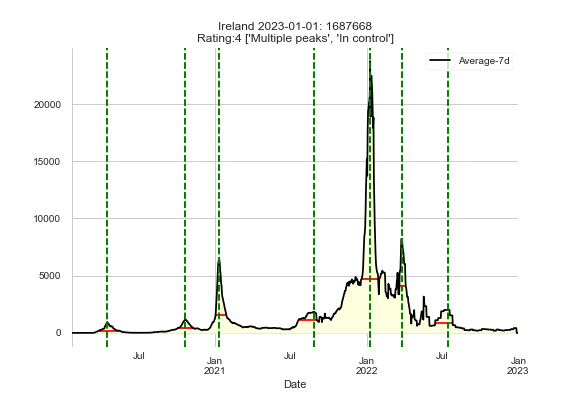 Ireland 2023-01-01: 1687668
Rating:4 ['Multiple peaks', 'In control']
Average-7d
20000
15000
10000
5000
0
Jul
Jan
2021
Jul
Jan
2022
Jul
Jan
2023
Date